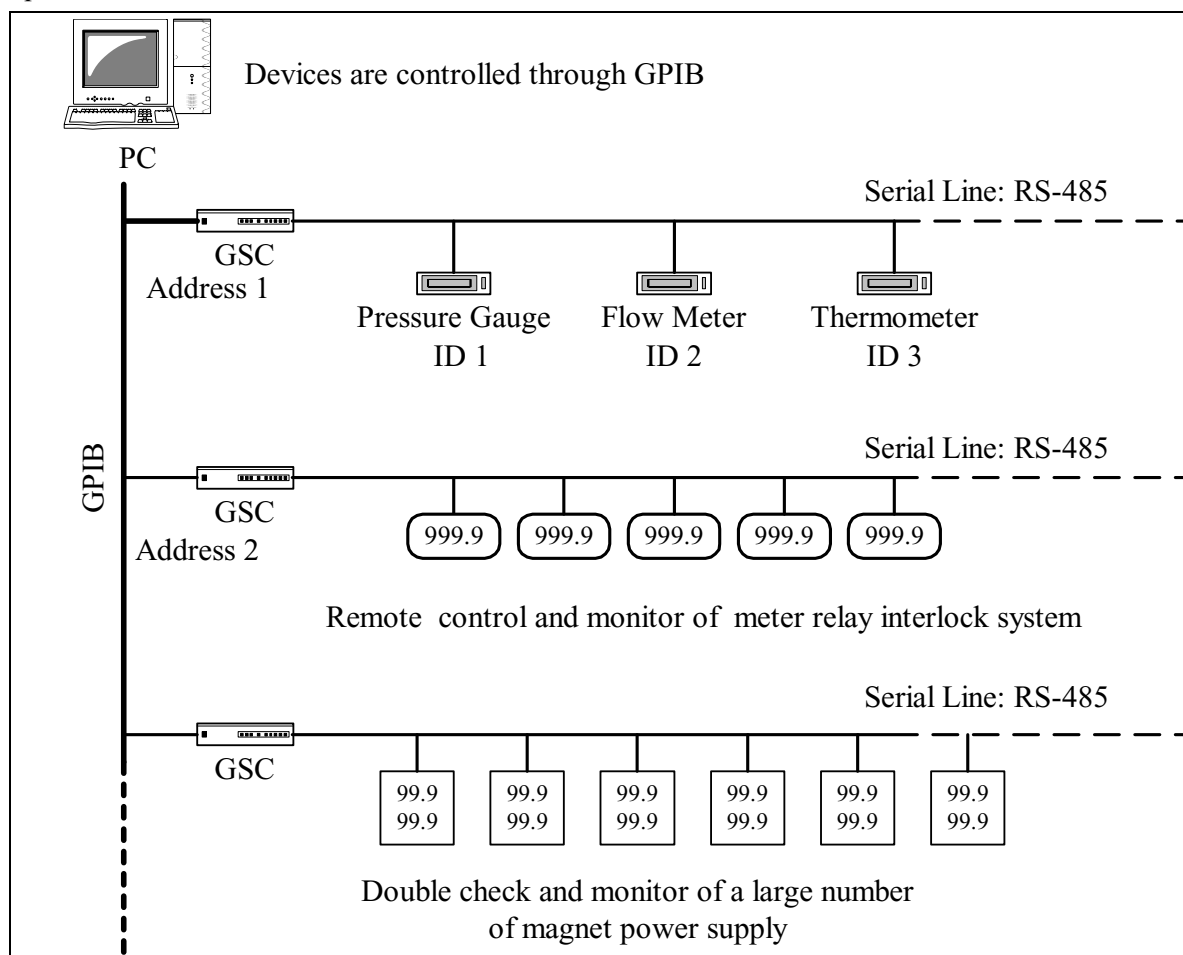 Devices are controlled through GPIB
PC
Serial Line: RS-485
GSC
Address 1
Pressure Gauge
ID 1
Flow Meter
ID 2
Thermometer
ID 3
GPIB
Serial Line: RS-485
GSC
Address 2
999.9 999.9 999.9 999.9 999.9
Remote control and monitor of meter relay interlock system
Serial Line: RS-485
GSC
99.9 99.9 99.9 99.9 99.9 99.9
99.9 99.9 99.9 99.9 99.9 99.9
Double check and monitor of a large number
of magnet power supply